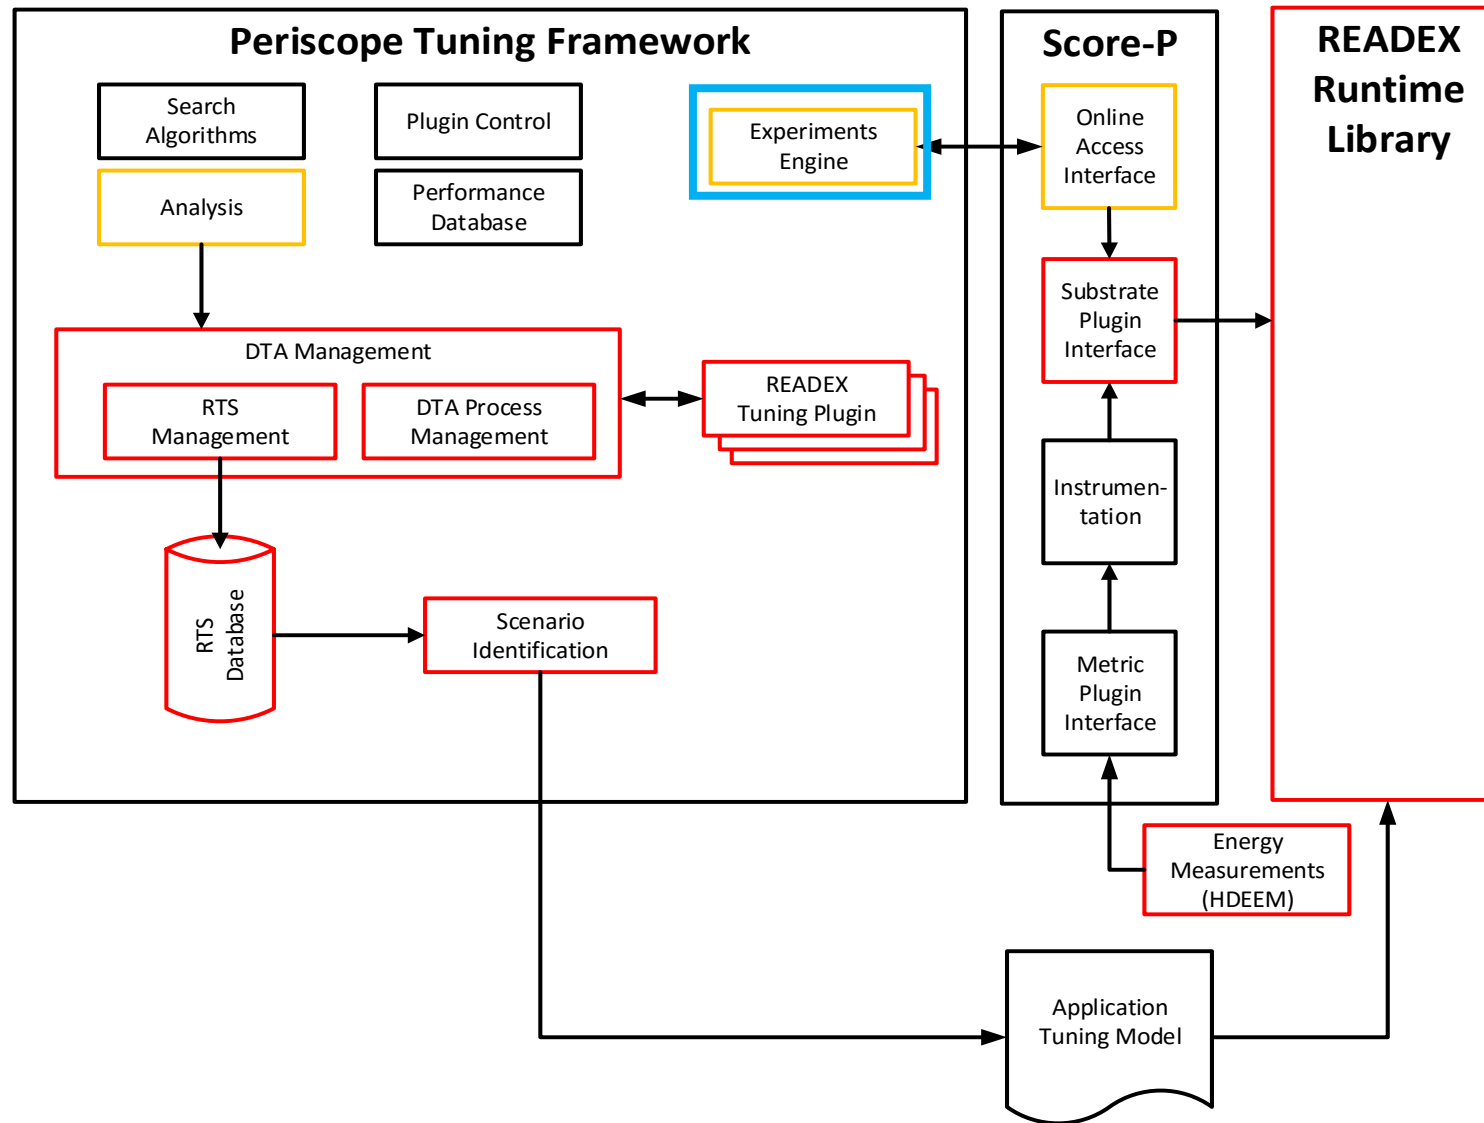 Periscope Tuning Framework
Search
Algorithms
Plugin Control
Analysis
Performance
Database
Experiments
Engine
DTA Management
RTS
Management
DTA Process
Management
READEX
Tuning Plugin
RTS
Database
Scenario
Identification
Score-P
Online
Access
Interface
Substrate
Plugin
Interface
Instrumen-
tation
Metric
Plugin
Interface
READEX
Runtime
Library
Energy
Measurements
(HDEEM)
Application
Tuning Model